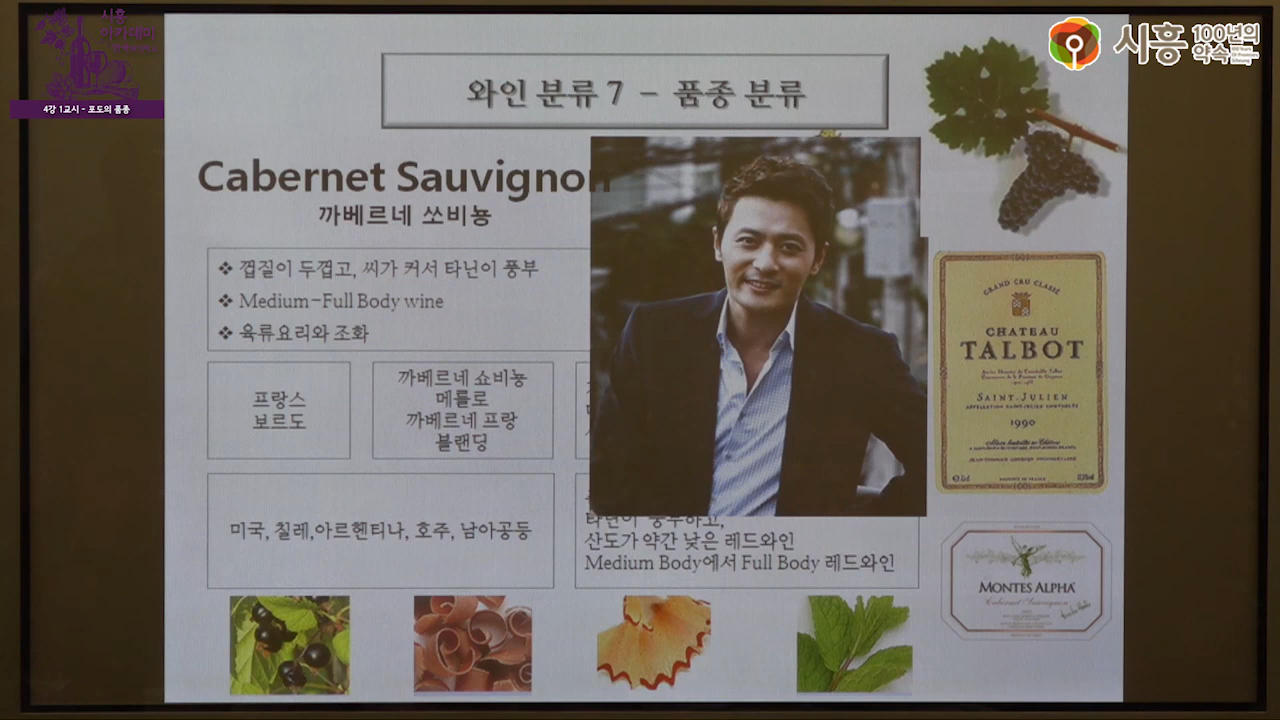 시흥
아카데미
4강 1교시 - 포도의 품종
시흥 100년의
약속
와인 분류 7 - 품종 분류
Cabernet Sauvignon
까베르네 쏘비뇽
❖ 껍질이 두껍고, 씨가 커서 타닌이 풍부
❖ Medium-Full Body wine
❖ 육류요리와 조화
프랑스
보르도
까베르네 쇼비뇽
메를로
까베르네 프랑
블랜딩
미국, 칠레,아르헨티나, 호주, 남아공등
타닌이 풍부하고,
산도가 약간 낮은 레드와인
Medium Body에서 Full Body 레드와인
GRAND CRU CLASSÉ
CHATEAU
TALBOT
SAINT-JULIEN
APPELLATION SAINT-JULIEN CONTROLÉE
1990
MONTES ALPHA
Cabernet Sauvignon